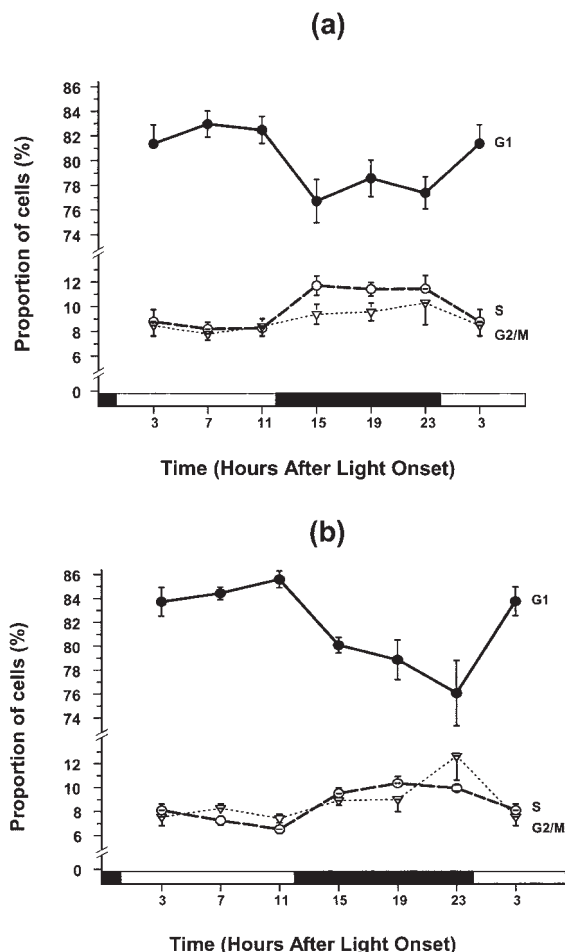 (a)
Proportion of cells (%)
86
84
82
80
78
76
74
12
10
8
6
0
G1
S
G2/M
3 7 11 15 19 23 3
Time (Hours After Light Onset)
(b)
Proportion of cells (%)
86
84
82
80
78
76
74
12
10
8
6
0
G1
S
G2/M
3 7 11 15 19 23 3
Time (Hours After Light Onset)